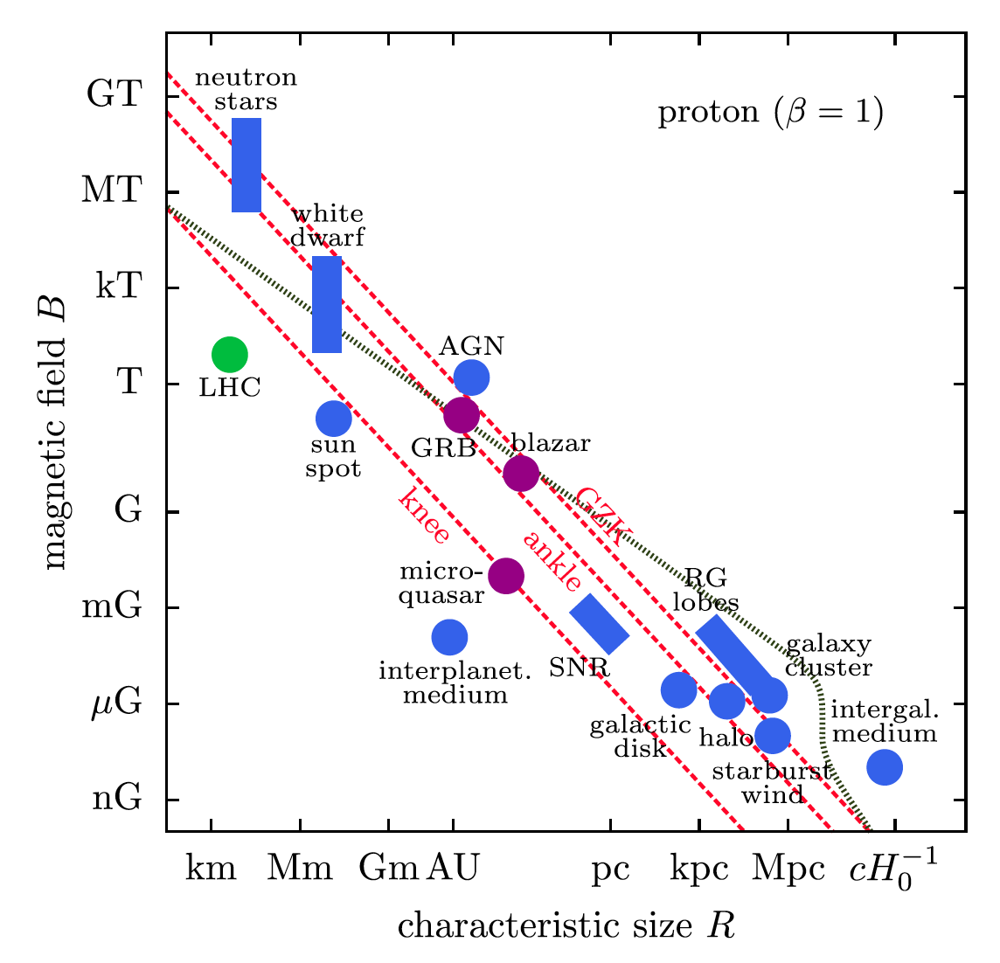 neutron
stars
proton (β = 1)
GT
MT
white
dwarf
kT
AGN
T
LHC
GRB
blazar
sun
spot
magnetic field B
G
knee
GZK
ankle
micro-
quasar
RG
lobes
mG
interplanet.
medium
SNR
galaxy
cluster
μG
galactic
disk
halo
intergal.
medium
starburst
wind
nG
km Mm Gm AU pc kpc Mpc cH₀⁻¹
characteristic size R